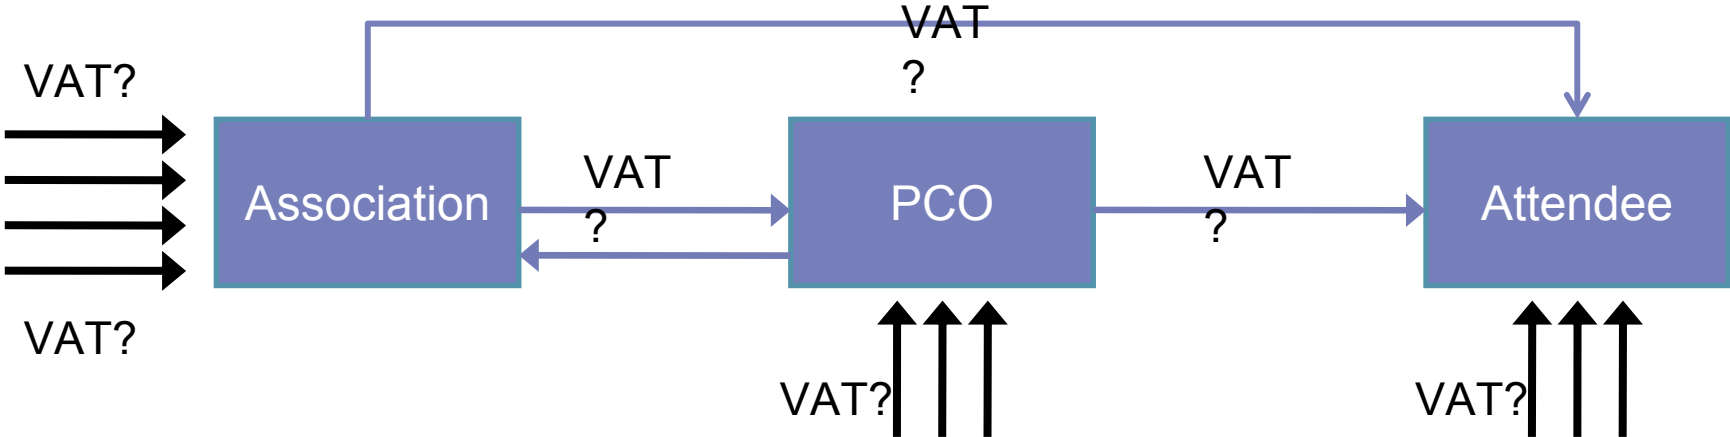 VAT
?
VAT?
VAT
?
VAT
?
Association
PCO
Attendee
VAT?
VAT?
VAT?